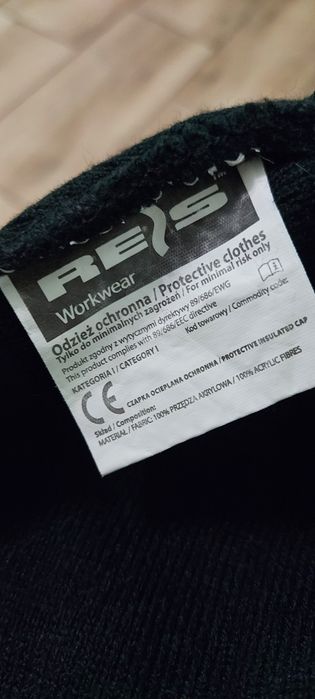 REIS
Workwear
Odzież ochronna / Protective clothes
Tylko do minimalnych zagrożeń / For minimal risk only
Produkt zgodny z wytycznymi dyrektywy 89/686/EWG
This product complies with 89/686/EEC directive
KATEGORIA I / CATEGORY I
Kod towarowy / Commodity code:
CE
CZAPKA OCIEPLANA OCHRONNA / PROTECTIVE INSULATED CAP
Skład / Composition:
MATERIAŁ / FABRIC: 100% PRZĘDZA AKRYLOWA / 100% ACRYLIC FIBRES